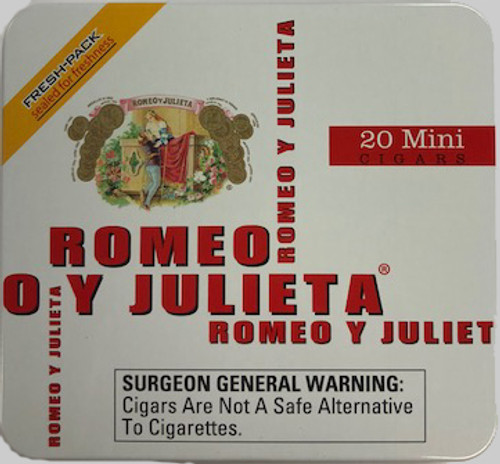 FRESH-PACK
sealed for freshness
ROMEO Y JULIETA
ROMEO Y JULIETA
20 Mini
CIGARS
ROMEO
O Y JULIETA®
ROMEO Y JULIET
ROMEO Y JULIETA
SURGEON GENERAL WARNING:
Cigars Are Not A Safe Alternative
To Cigarettes.